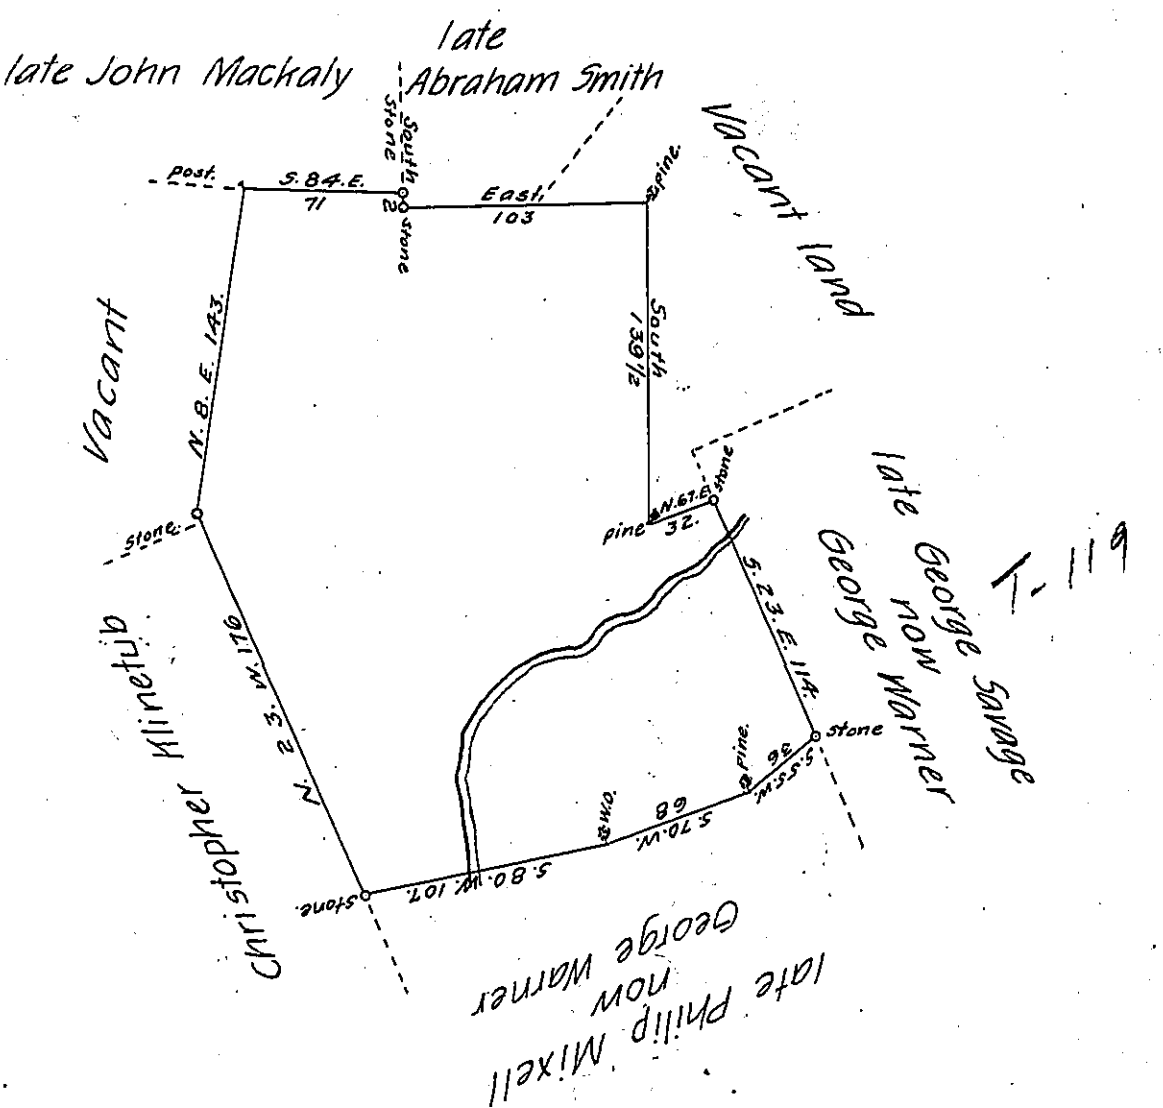 late John Mackaly
late
Abraham Smith
Vacant land
post.
S. 84. E.
71
South
Stone
2
Stone
East,
103
pine.
South
139 1/2
pine
N. 67. E.
32.
Stone
late George Savage
now
George Warner
T-119
S. 23. E. 114.
Stone
S. 55. W.
36
pine.
S. 70. W.
68
W.O.
S. 80. W. 107.
Stone.
late Philip Mixell
now
George Warner
Christopher Klinetub
N. 23. W. 176
Stone
Vacant
N. 8. E. 143.